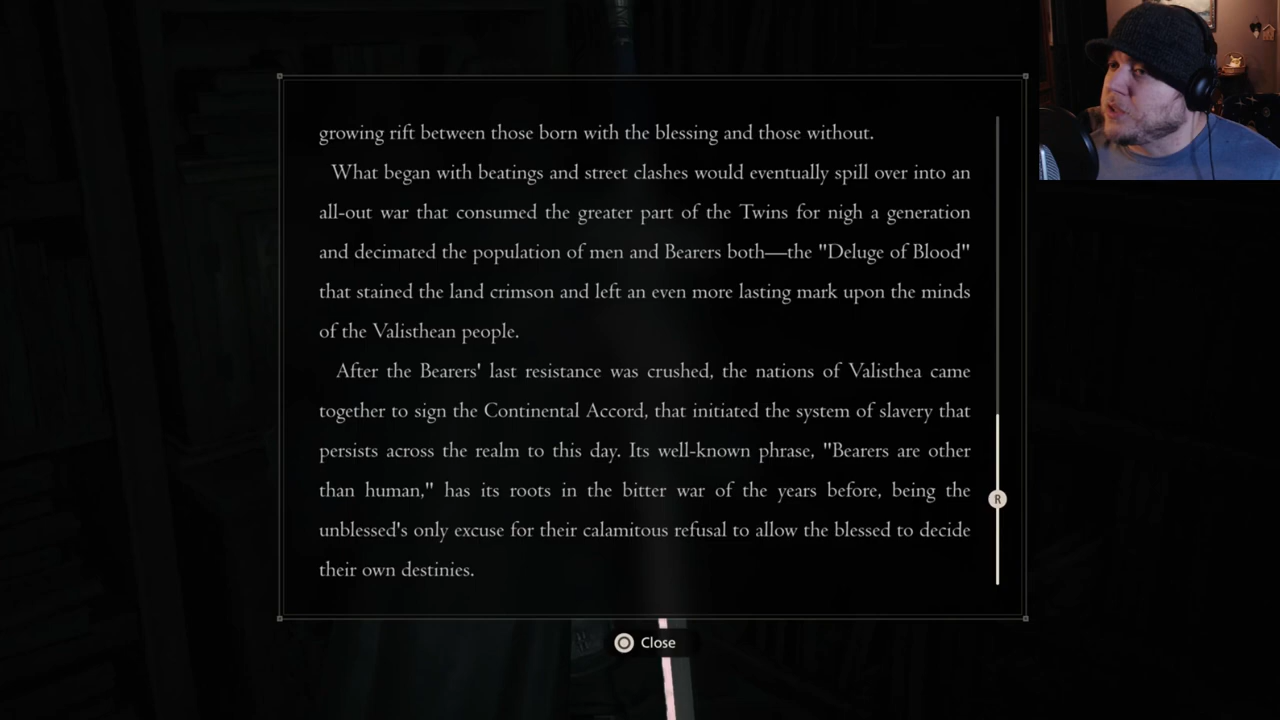 growing rift between those born with the blessing and those without.
What began with beatings and street clashes would eventually spill over into an
all-out war that consumed the greater part of the Twins for nigh a generation
and decimated the population of men and Bearers both—the "Deluge of Blood"
that stained the land crimson and left an even more lasting mark upon the minds
of the Valisthean people.
After the Bearers' last resistance was crushed, the nations of Valisthea came
together to sign the Continental Accord, that initiated the system of slavery that
persists across the realm to this day. Its well-known phrase, "Bearers are other
than human," has its roots in the bitter war of the years before, being the
unblessed's only excuse for their calamitous refusal to allow the blessed to decide
their own destinies.
R
Close